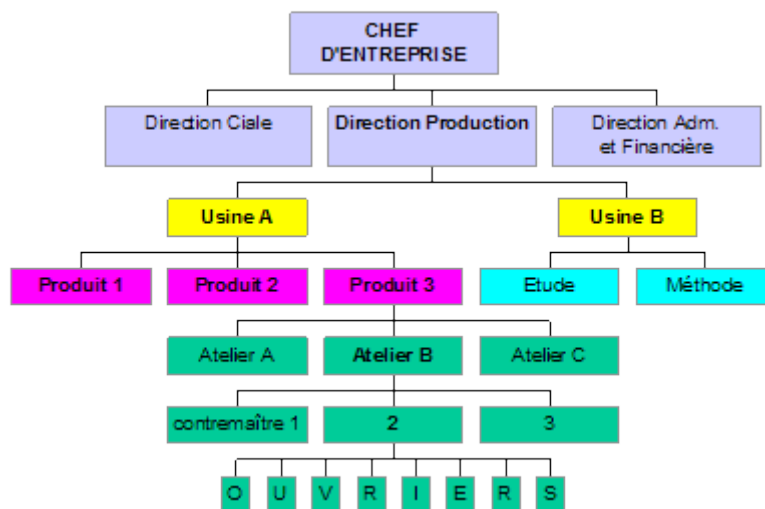 CHEF
D'ENTREPRISE
Direction Ciale
Direction Production
Direction Adm.
et Financière
Usine A
Usine B
Produit 1
Produit 2
Produit 3
Etude
Méthode
Atelier A
Atelier B
Atelier C
contremaître 1
2
3
O U V R I E R S